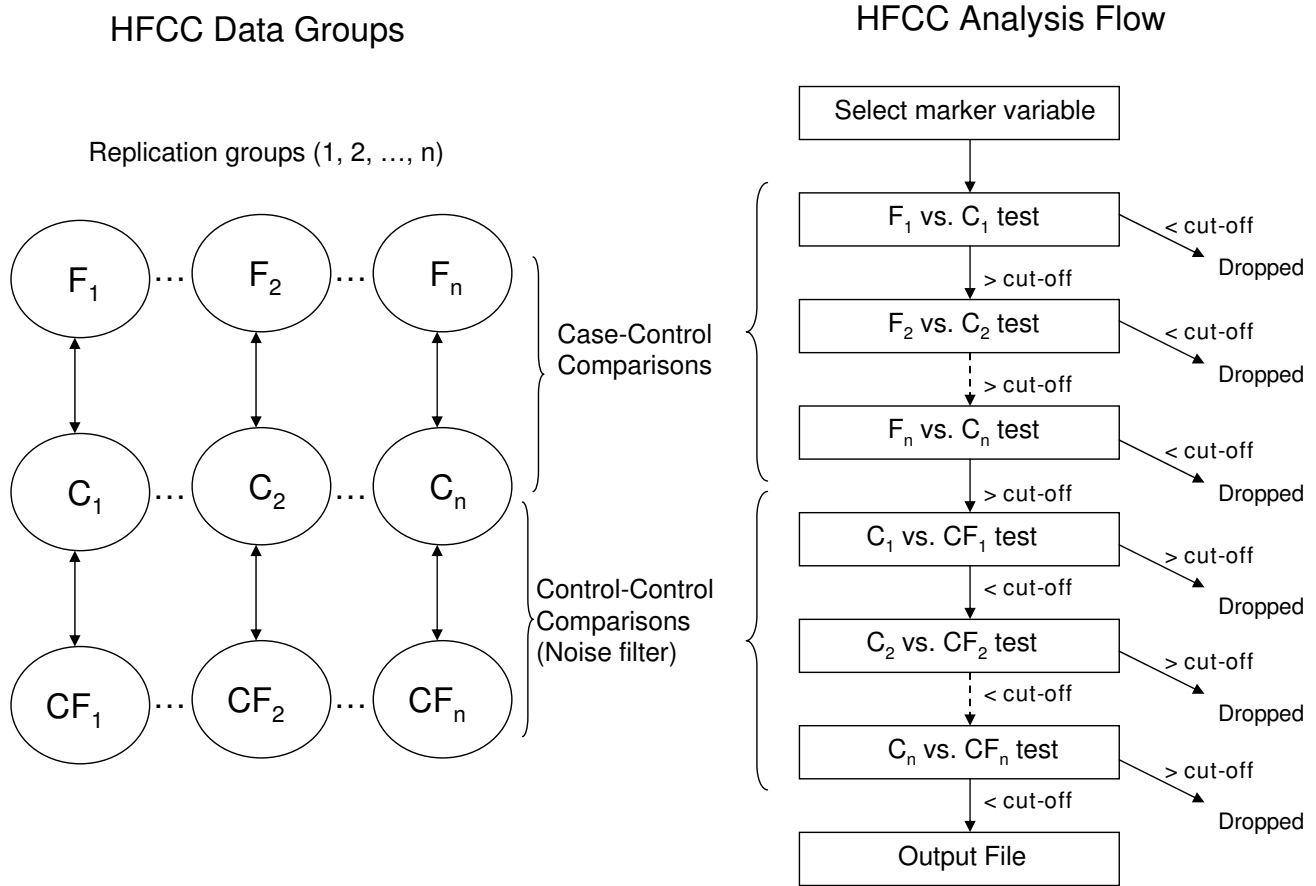 HFCC Data Groups
Replication groups (1, 2, …, n)
F1 … F2 … Fn
C1 … C2 … Cn
CF1 … CF2 … CFn
Case-Control
Comparisons
Control-Control
Comparisons
(Noise filter)
HFCC Analysis Flow
Select marker variable
F1 vs. C1 test
< cut-off
Dropped
> cut-off
F2 vs. C2 test
< cut-off
Dropped
> cut-off
Fn vs. Cn test
< cut-off
Dropped
> cut-off
C1 vs. CF1 test
> cut-off
Dropped
< cut-off
C2 vs. CF2 test
> cut-off
Dropped
< cut-off
Cn vs. CFn test
> cut-off
Dropped
< cut-off
Output File